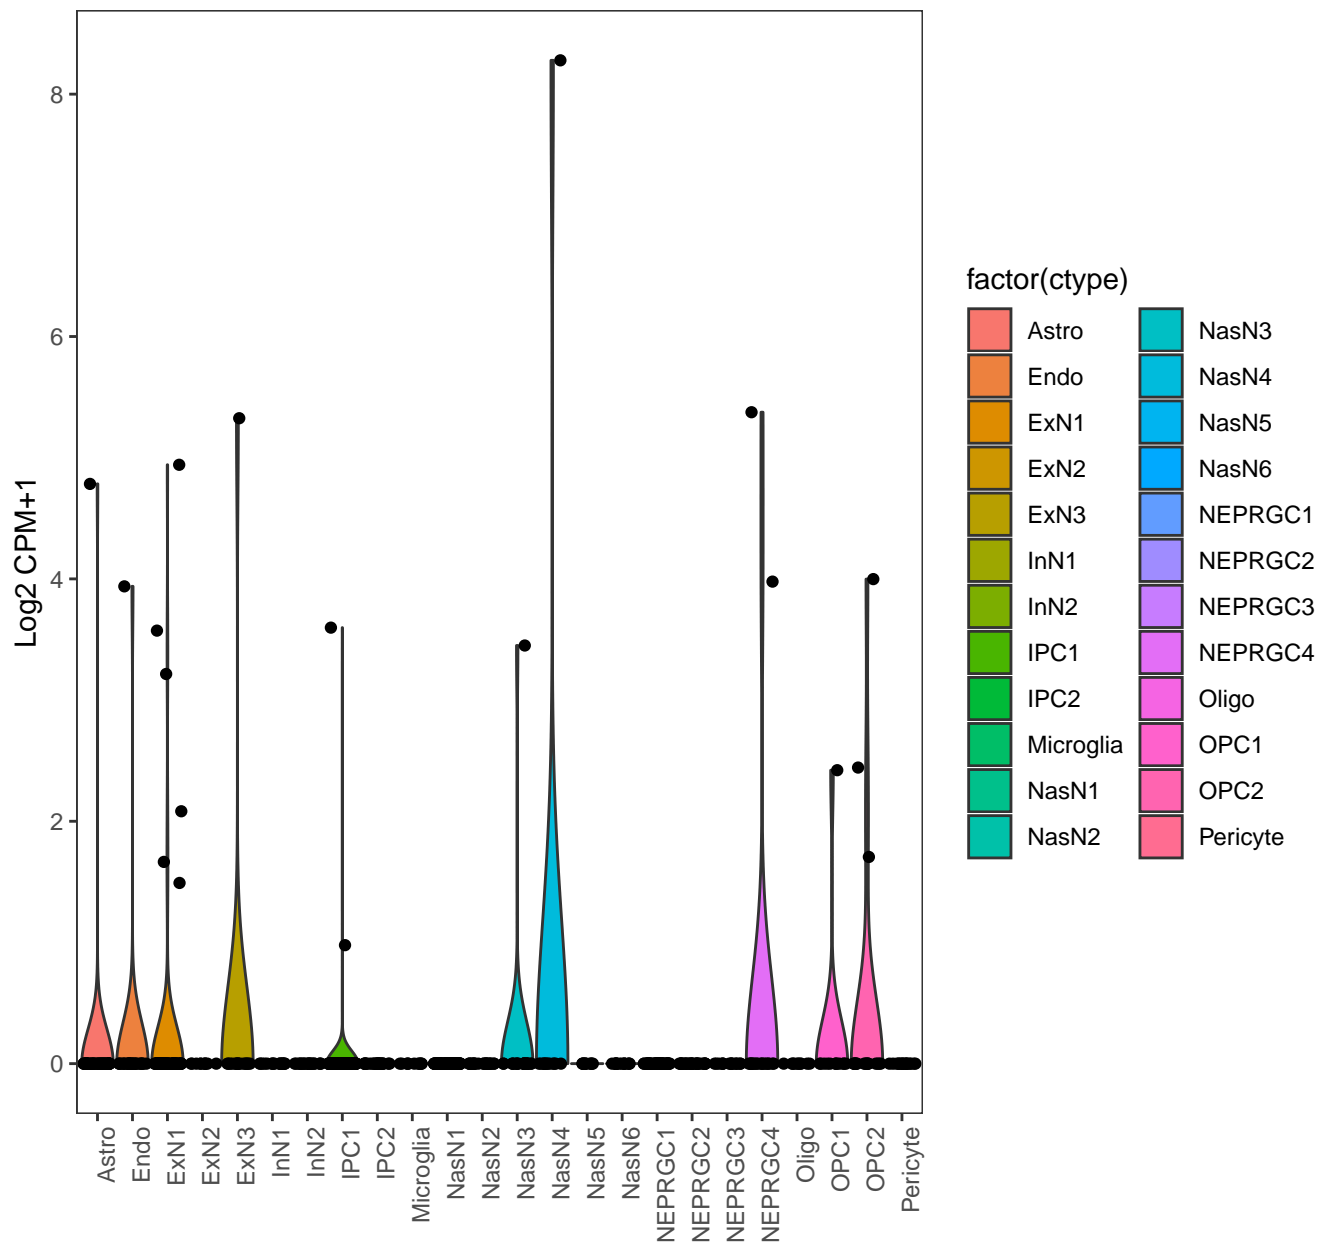 8
6
4
2
0
Log2 CPM+1
Astro
Endo
ExN1
ExN2
ExN3
InN1
InN2
IPC1
IPC2
Microglia
NasN1
NasN2
NasN3
NasN4
NasN5
NasN6
NEPRGC1
NEPRGC2
NEPRGC3
NEPRGC4
Oligo
OPC1
OPC2
Pericyte
factor(ctype)
Astro
Endo
ExN1
ExN2
ExN3
InN1
InN2
IPC1
IPC2
Microglia
NasN1
NasN2
NasN3
NasN4
NasN5
NasN6
NEPRGC1
NEPRGC2
NEPRGC3
NEPRGC4
Oligo
OPC1
OPC2
Pericyte